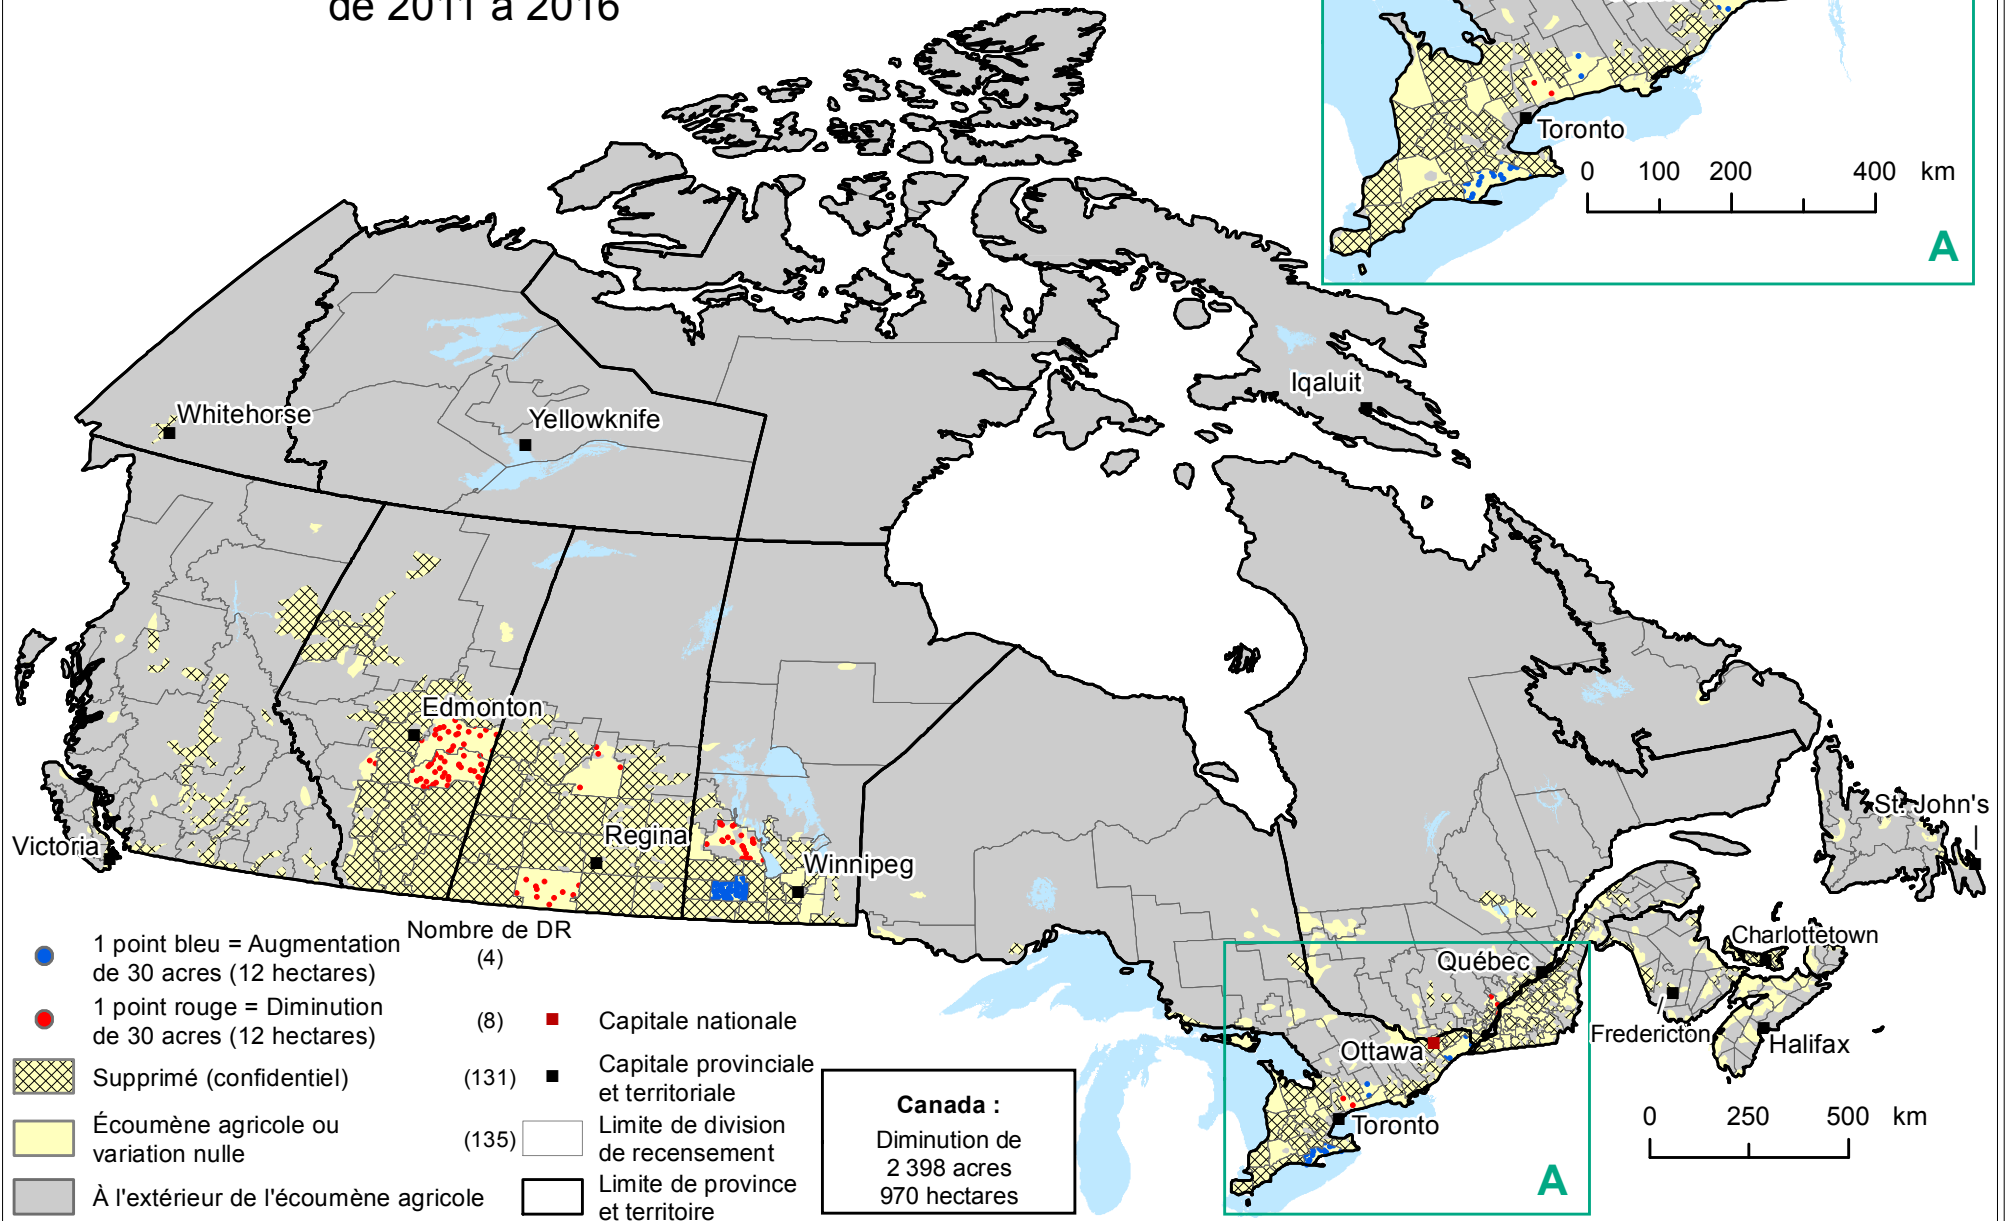 de 2011 à 2016
Toronto
0 100 200 400 km
A
Iqaluit
Whitehorse
Yellowknife
Edmonton
Regina
Winnipeg
Victoria
St. John's
Charlottetown
Québec
Fredericton
Halifax
Ottawa
Toronto
A
0 250 500 km
Nombre de DR
1 point bleu = Augmentation
de 30 acres (12 hectares)
(4)
1 point rouge = Diminution
de 30 acres (12 hectares)
(8)
Supprimé (confidentiel)
(131)
Écoumène agricole ou
variation nulle
(135)
À l'extérieur de l'écoumène agricole
Capitale nationale
Capitale provinciale
et territoriale
Limite de division
de recensement
Limite de province
et territoire
Canada :
Diminution de
2 398 acres
970 hectares